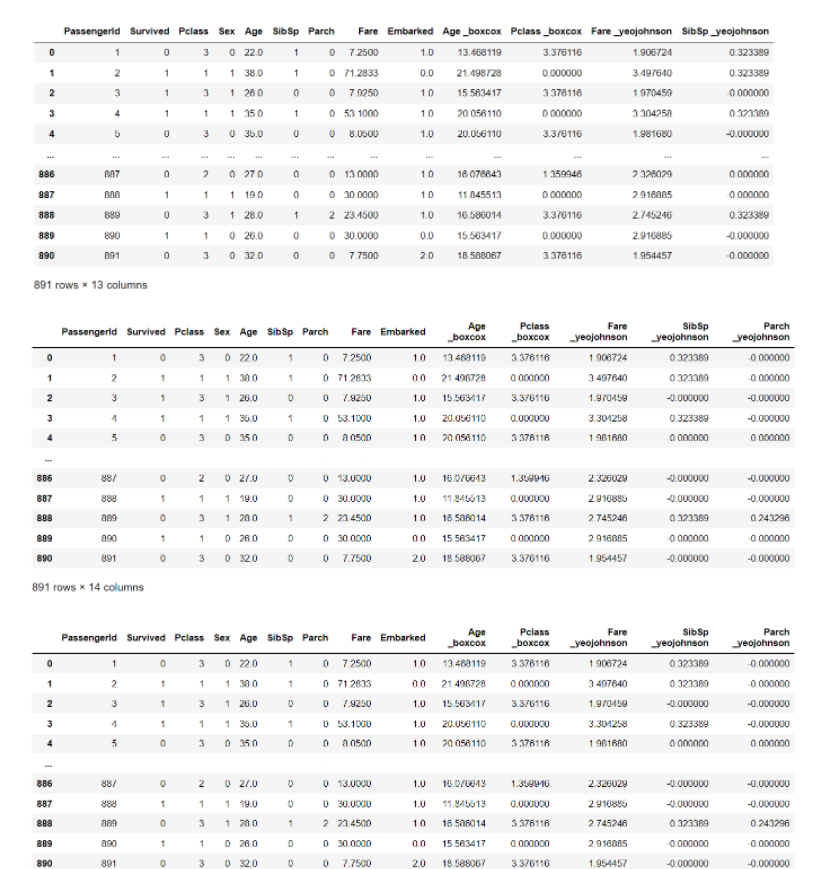 PassengerId Survived Pclass Sex Age SibSp Parch Fare Embarked Age _boxcox Pclass _boxcox Fare _yeojohnson SibSp _yeojohnson
0 1 0 3 0 22.0 1 0 7.2500 1.0 13.468119 3.376116 1.906724 0.323389
1 2 1 1 1 38.0 1 0 71.2833 0.0 21.498728 0.000000 3.497640 0.323389
2 3 1 3 1 26.0 0 0 7.9250 1.0 15.563417 3.376116 1.970459 -0.000000
3 4 1 1 1 35.0 1 0 53.1000 1.0 20.056110 0.000000 3.304258 0.323389
4 5 0 3 0 35.0 0 0 8.0500 1.0 20.056110 3.376116 1.981680 -0.000000
... ... ... ... ... ... ... ... ... ... ... ... ... ...
886 887 0 2 0 27.0 0 0 13.0000 1.0 16.076643 1.359946 2.326029 0.000000
887 888 1 1 1 19.0 0 0 30.0000 1.0 11.845513 0.000000 2.916885 -0.000000
888 889 0 3 1 28.0 1 2 23.4500 1.0 16.586014 3.376116 2.745246 0.323389
889 890 1 1 0 26.0 0 0 30.0000 0.0 15.563417 0.000000 2.916885 -0.000000
890 891 0 3 0 32.0 0 0 7.7500 2.0 18.588067 3.376116 1.954457 -0.000000
891 rows × 13 columns
PassengerId Survived Pclass Sex Age SibSp Parch Fare Embarked Age _boxcox Pclass _boxcox Fare _yeojohnson SibSp _yeojohnson Parch _yeojohnson
0 1 0 3 0 22.0 1 0 7.2500 1.0 13.468119 3.376116 1.906724 0.323389 -0.000000
1 2 1 1 1 38.0 1 0 71.2833 0.0 21.498728 0.000000 3.497640 0.323389 -0.000000
2 3 1 3 1 26.0 0 0 7.9250 1.0 15.563417 3.376116 1.970459 -0.000000 -0.000000
3 4 1 1 1 35.0 1 0 53.1000 1.0 20.056110 0.000000 3.304258 0.323389 -0.000000
4 5 0 3 0 35.0 0 0 8.0500 1.0 20.056110 3.376116 1.981680 0.000000 0.000000
...
886 887 0 2 0 27.0 0 0 13.0000 1.0 16.076643 1.359946 2.326029 -0.000000 -0.000000
887 888 1 1 1 19.0 0 0 30.0000 1.0 11.845513 0.000000 2.916885 -0.000000 -0.000000
888 889 0 3 1 28.0 1 2 23.4500 1.0 16.586014 3.376116 2.745246 0.323389 0.243296
889 890 1 1 0 26.0 0 0 30.0000 0.0 15.563417 0.000000 2.916885 -0.000000 -0.000000
890 891 0 3 0 32.0 0 0 7.7500 2.0 18.588067 3.376116 1.954457 -0.000000 -0.000000
891 rows × 14 columns
PassengerId Survived Pclass Sex Age SibSp Parch Fare Embarked Age _boxcox Pclass _boxcox Fare _yeojohnson SibSp _yeojohnson Parch _yeojohnson
0 1 0 3 0 22.0 1 0 7.2500 1.0 13.468119 3.376116 1.906724 0.323389 -0.000000
1 2 1 1 1 38.0 1 0 71.2833 0.0 21.498728 0.000000 3.497640 0.323389 -0.000000
2 3 1 3 1 26.0 0 0 7.9250 1.0 15.563417 3.376116 1.970459 -0.000000 -0.000000
3 4 1 1 1 35.0 1 0 53.1000 1.0 20.056110 0.000000 3.304258 0.323389 -0.000000
4 5 0 3 0 35.0 0 0 8.0500 1.0 20.056110 3.376116 1.981680 0.000000 0.000000
...
886 887 0 2 0 27.0 0 0 13.0000 1.0 16.076643 1.359946 2.326029 -0.000000 -0.000000
887 888 1 1 1 19.0 0 0 30.0000 1.0 11.845513 0.000000 2.916885 -0.000000 -0.000000
888 889 0 3 1 28.0 1 2 23.4500 1.0 16.586014 3.376116 2.745246 0.323389 0.243296
889 890 1 1 0 26.0 0 0 30.0000 0.0 15.563417 0.000000 2.916885 -0.000000 -0.000000
890 891 0 3 0 32.0 0 0 7.7500 2.0 18.588067 3.376116 1.954457 -0.000000 -0.000000